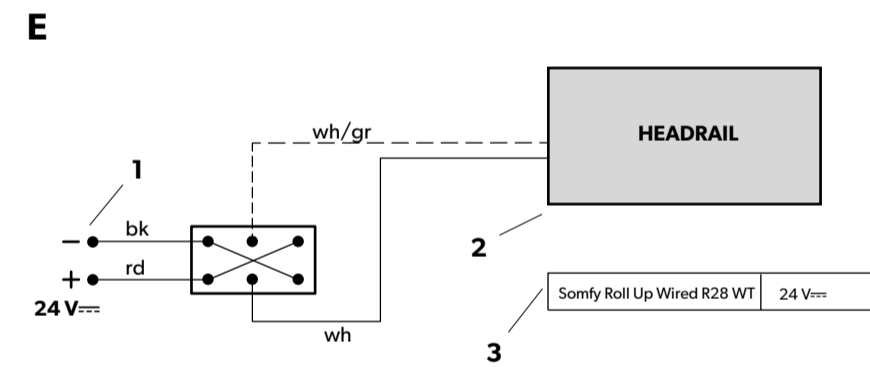 E
wh/gr
HEADRAIL
1
− bk
2
+ rd
24 V⎓
wh
Somfy Roll Up Wired R28 WT 24 V⎓
3